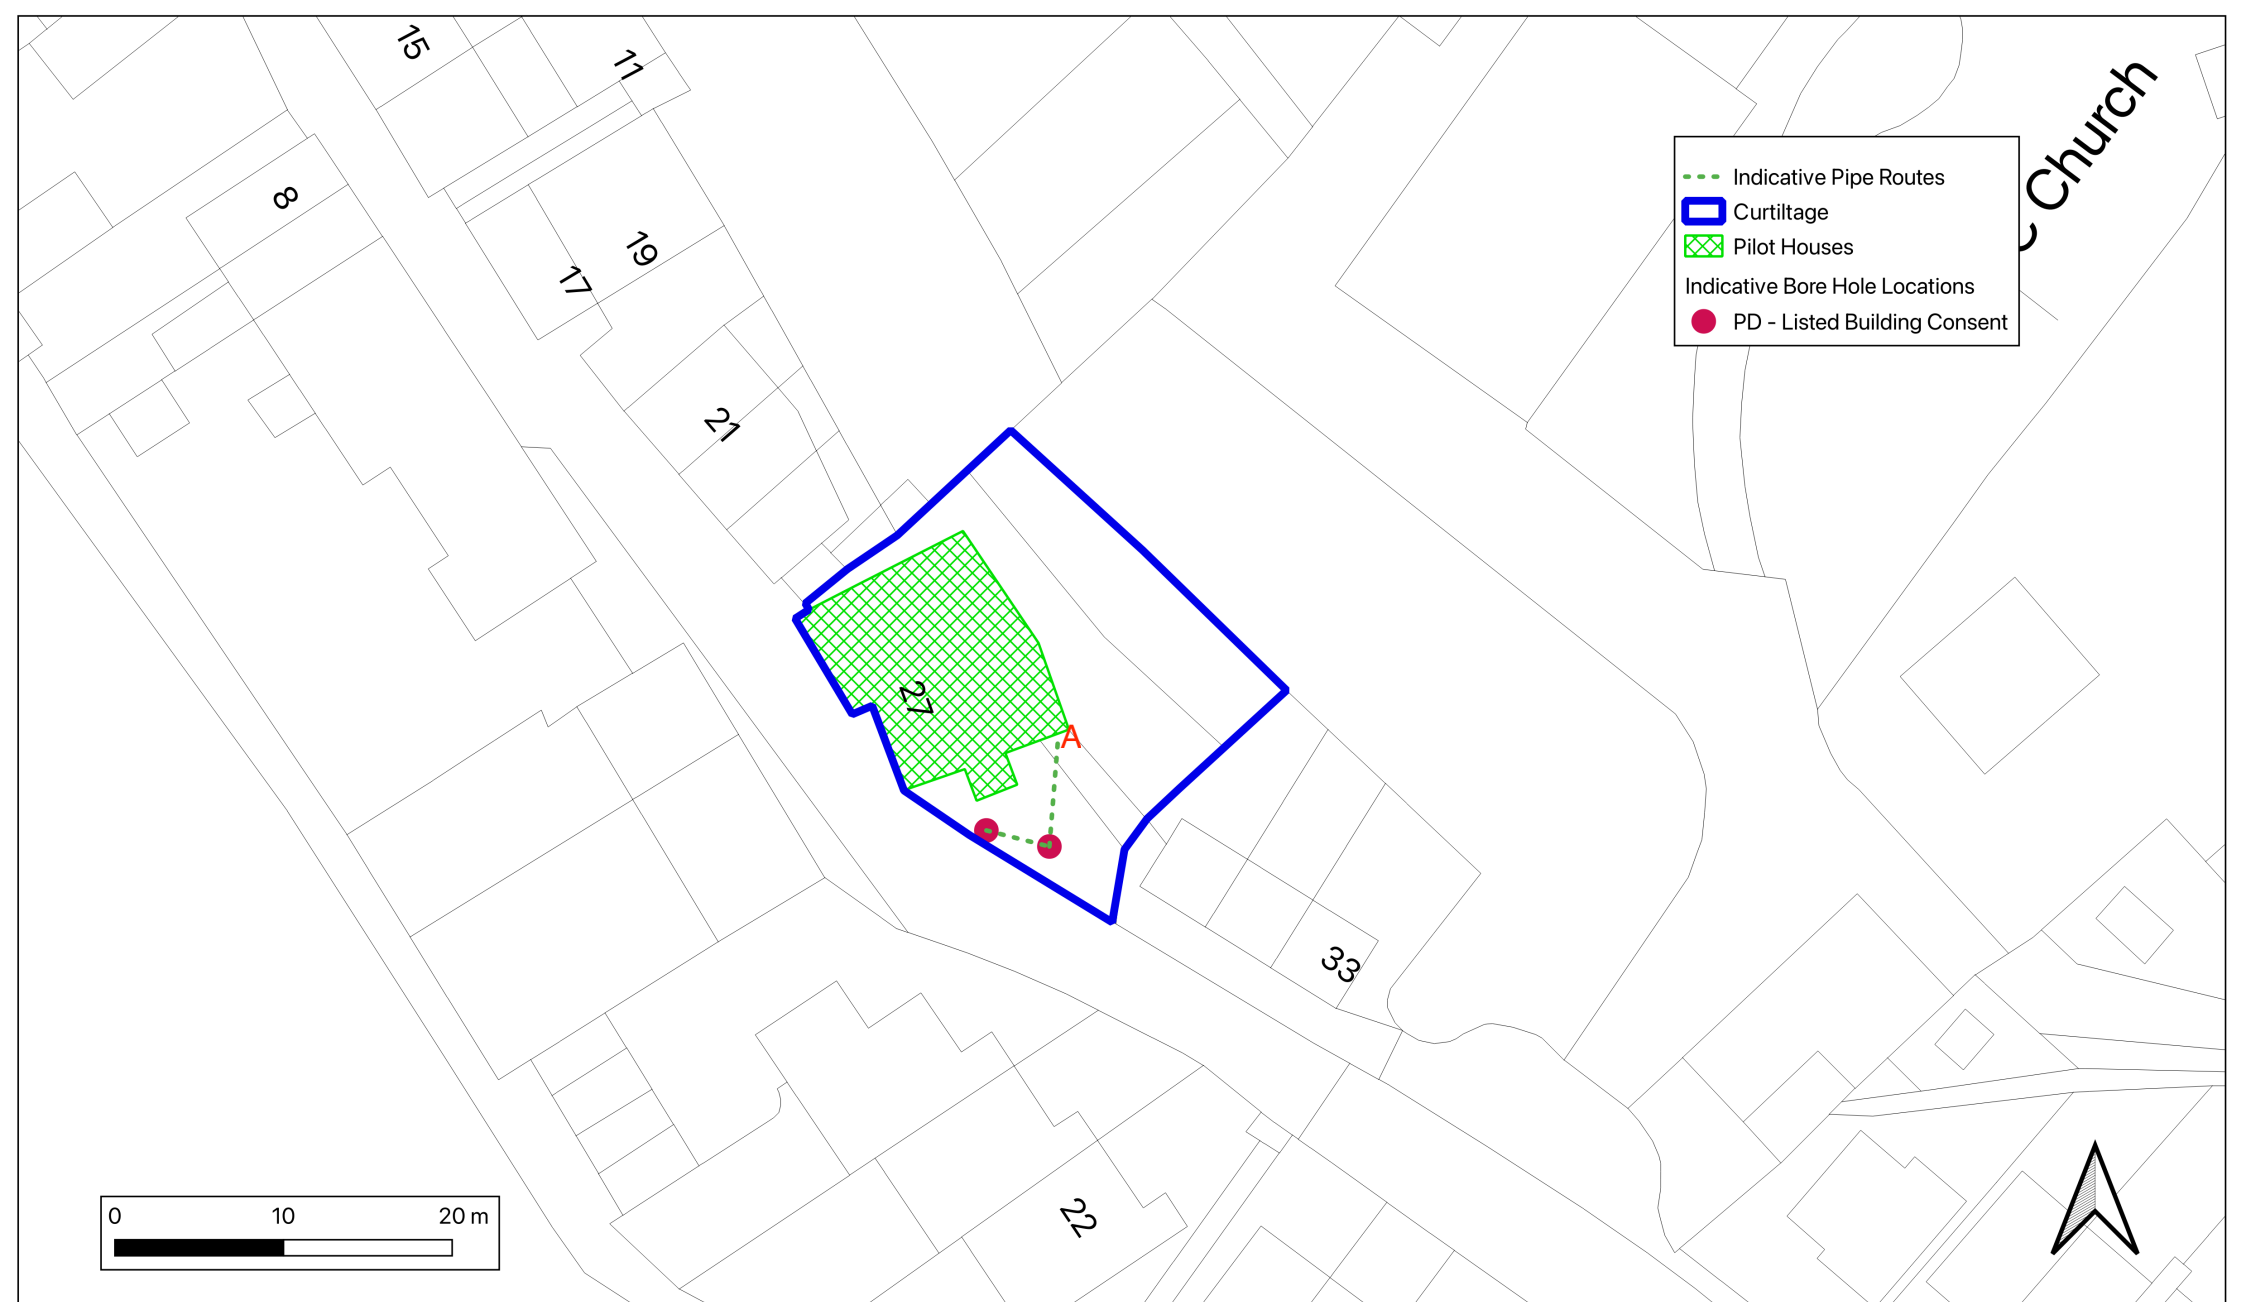 15
11
8
19
17
21
27
A
33
22
Church
Indicative Pipe Routes
Curtiltage
Pilot Houses
Indicative Bore Hole Locations
PD - Listed Building Consent
0 10 20 m